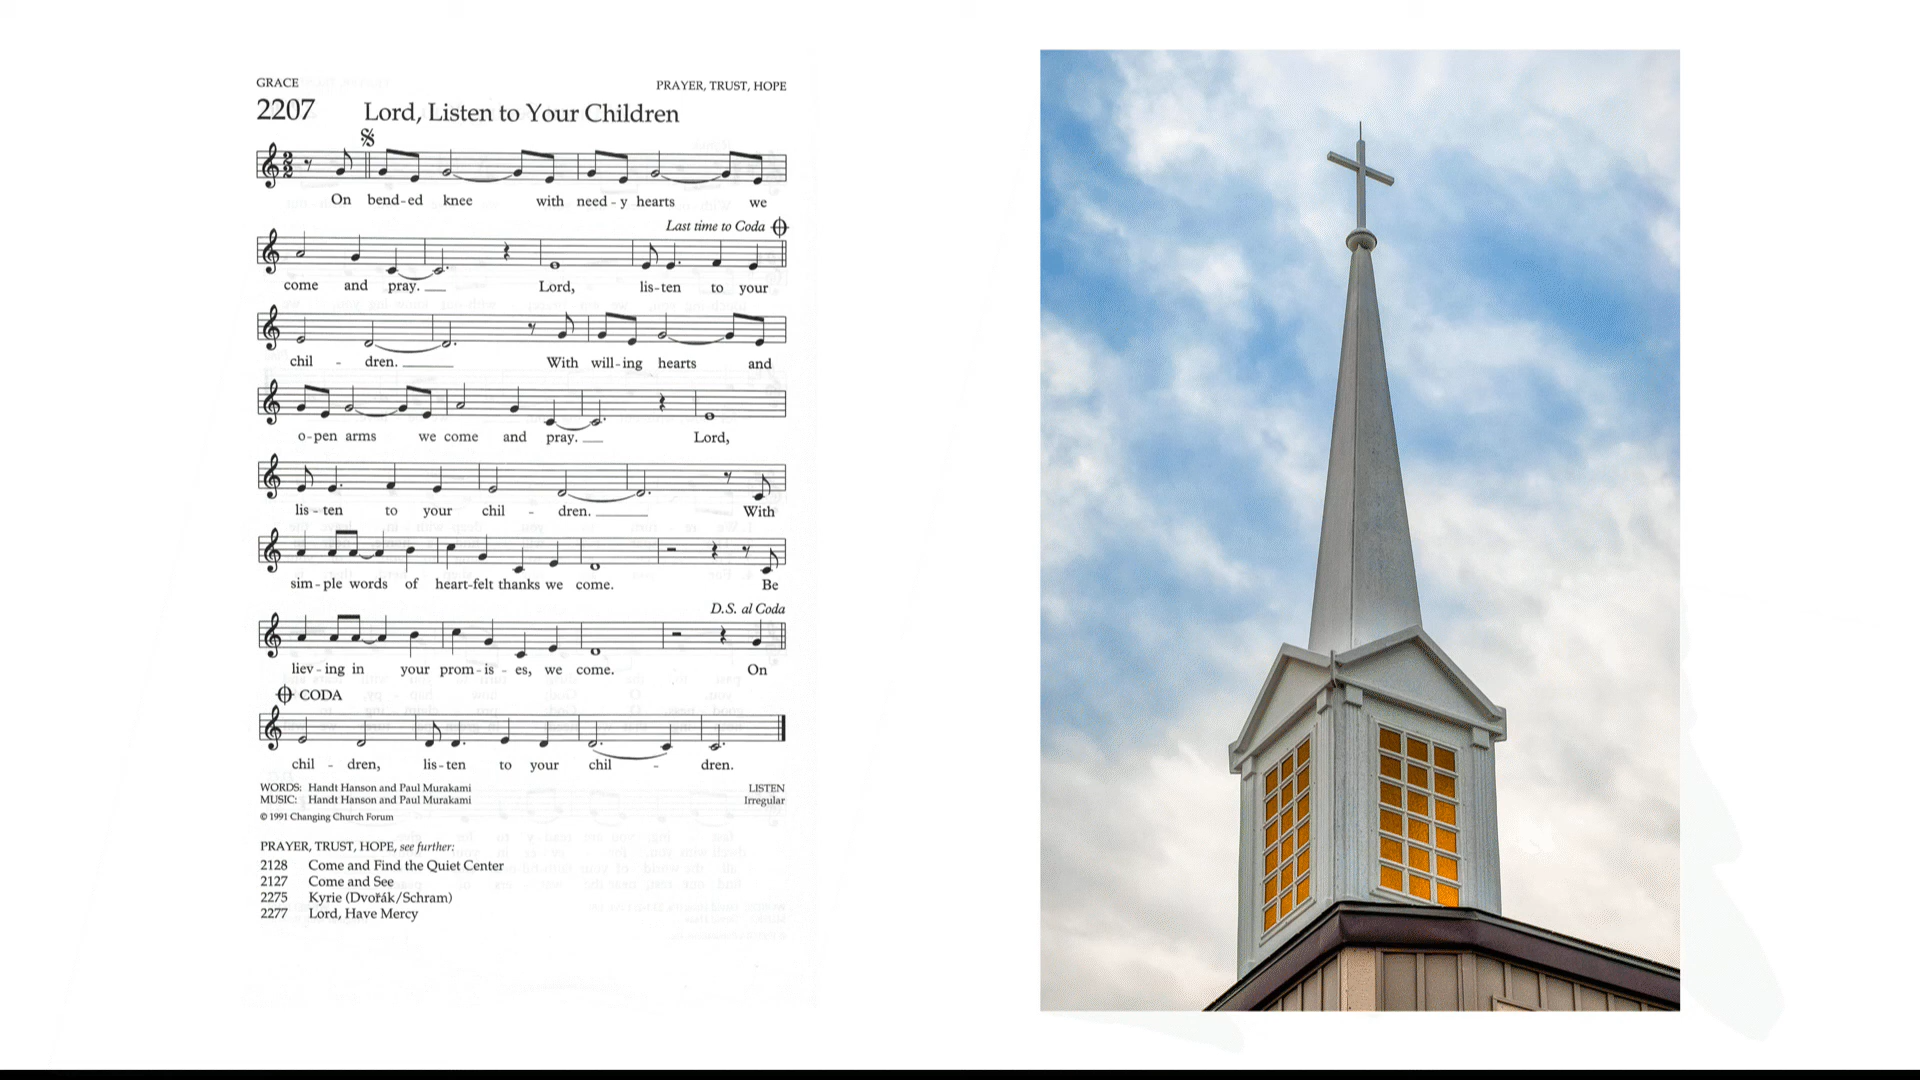 GRACE
PRAYER, TRUST, HOPE
2207 Lord, Listen to Your Children
On bend-ed knee with need-y hearts we
Last time to Coda
come and pray. Lord, lis-ten to your
chil - dren. With will-ing hearts and
o-pen arms we come and pray. Lord,
lis-ten to your chil - dren. With
sim-ple words of heart-felt thanks we come. Be
D.S. al Coda
liev-ing in your prom-is-es, we come. On
CODA
chil - dren, lis-ten to your chil - dren.
WORDS: Handt Hanson and Paul Murakami
LISTEN
MUSIC: Handt Hanson and Paul Murakami
Irregular
© 1991 Changing Church Forum
PRAYER, TRUST, HOPE, see further:
2128 Come and Find the Quiet Center
2127 Come and See
2275 Kyrie (Dvořák/Schram)
2277 Lord, Have Mercy